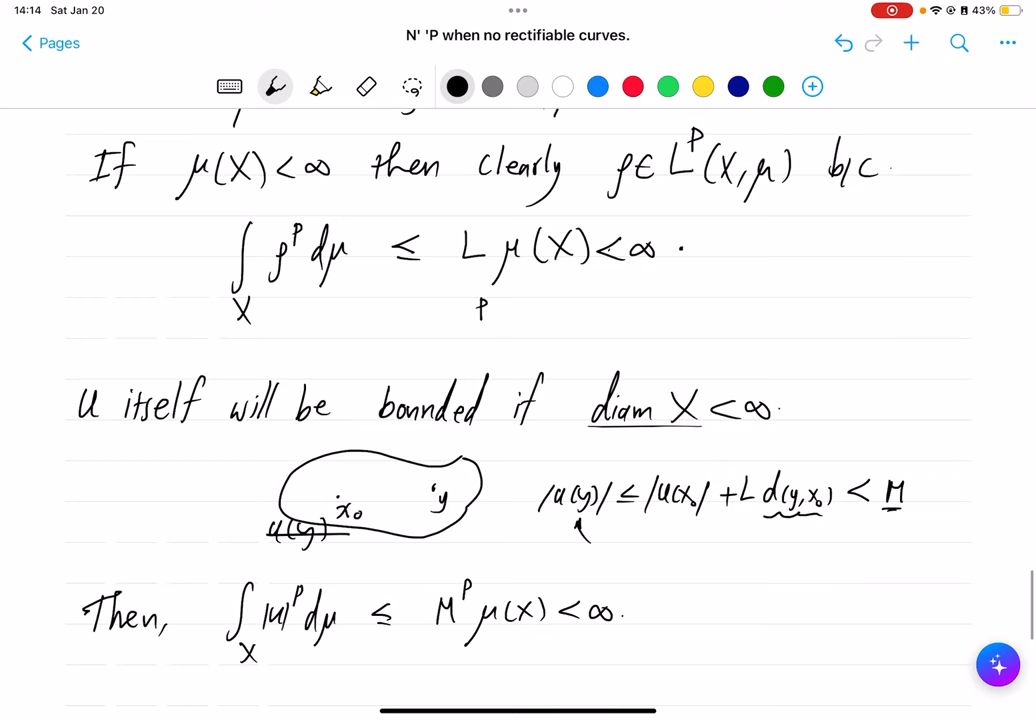 14:14 Sat Jan 20
43%
Pages
N' 'P when no rectifiable curves.
If μ(X) < ∞ then clearly ρ ∈ L^p(X, μ) b/c
∫_X ρ^p dμ ≤ L μ(X) < ∞.
p
u itself will be bounded if diam X < ∞.
x₀ y
|u(y)| ≤ |u(x₀)| + L d(y, x₀) < M
u(y)
Then, ∫_X |u|^p dμ ≤ M^p μ(X) < ∞.